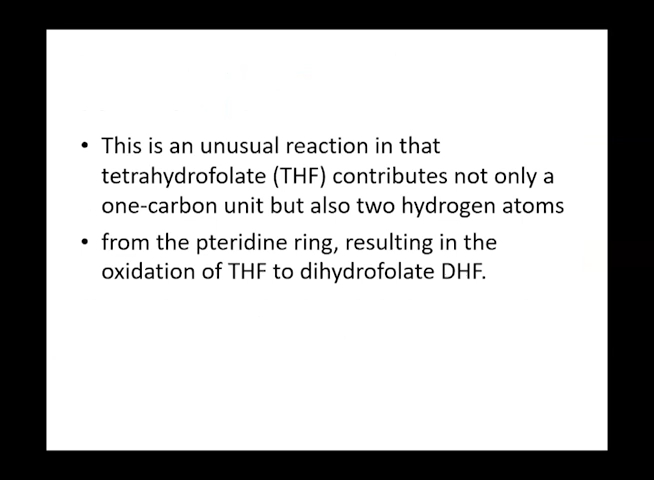 • This is an unusual reaction in that
tetrahydrofolate (THF) contributes not only a
one-carbon unit but also two hydrogen atoms
• from the pteridine ring, resulting in the
oxidation of THF to dihydrofolate DHF.